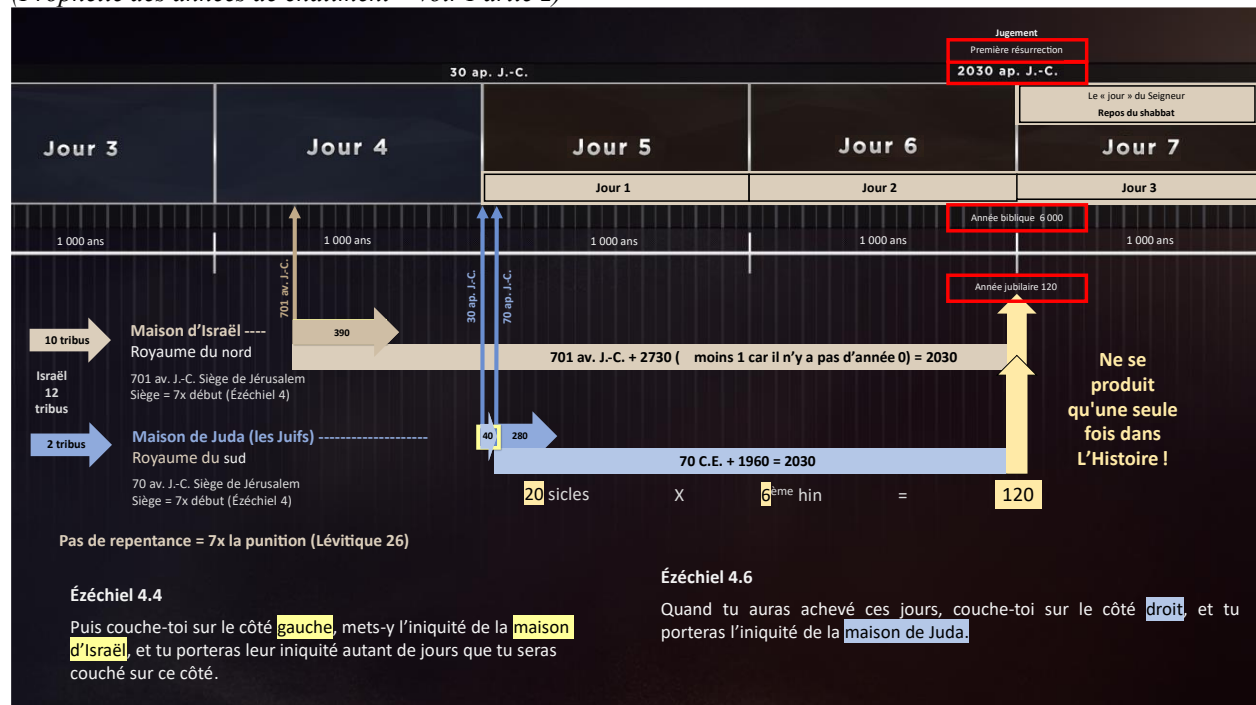 (Prophétie des années de châtiment – voir Partie 2)
Jugement
Première résurrection
30 ap. J.-C.
2030 ap. J.-C.
Le « jour » du Seigneur
Repos du shabbat
Jour 3
Jour 4
Jour 5
Jour 6
Jour 7
Jour 1
Jour 2
Jour 3
Année biblique 6 000
1 000 ans
1 000 ans
1 000 ans
1 000 ans
1 000 ans
701 av. J.-C.
30 ap. J.-C.
70 ap. J.-C.
Année jubilaire 120
10 tribus
Maison d'Israël ----
Royaume du nord
390
701 av. J.-C. + 2730 ( moins 1 car il n'y a pas d'année 0) = 2030
Israël
12
tribus
701 av. J.-C. Siège de Jérusalem
Siège = 7x début (Ézéchiel 4)
Ne se
produit
qu'une seule
fois dans
L'Histoire !
2 tribus
Maison de Juda (les Juifs) --------------------
Royaume du sud
40
280
70 C.E. + 1960 = 2030
70 av. J.-C. Siège de Jérusalem
Siège = 7x début (Ézéchiel 4)
20 sicles X 6ème hin = 120
Pas de repentance = 7x la punition (Lévitique 26)
Ézéchiel 4.4
Puis couche-toi sur le côté gauche, mets-y l'iniquité de la maison
d'Israël, et tu porteras leur iniquité autant de jours que tu seras
couché sur ce côté.
Ézéchiel 4.6
Quand tu auras achevé ces jours, couche-toi sur le côté droit, et tu
porteras l'iniquité de la maison de Juda.